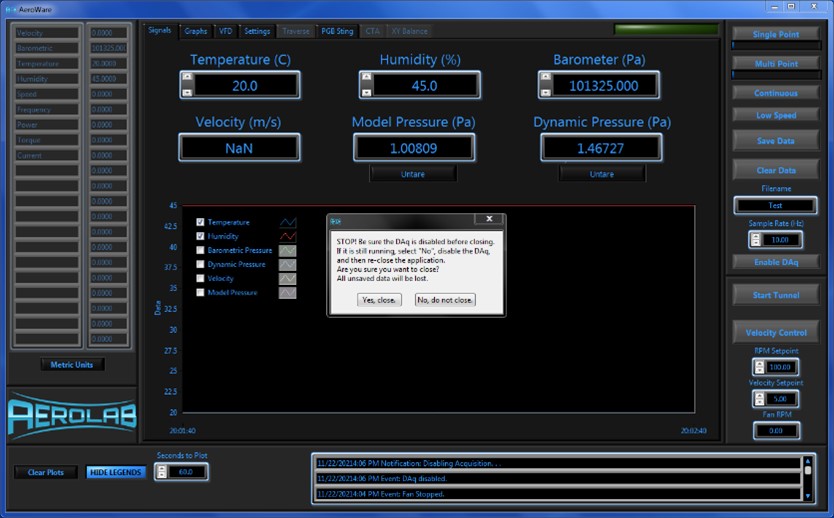 AeroWare
Velocity 0.0000
Barometric 101325.00
Temperature 20.0000
Humidity 45.0000
Speed 0.0000
Frequency 0.0000
Power 0.0000
Torque 0.0000
Current 0.0000
0.0000
0.0000
0.0000
0.0000
0.0000
0.0000
0.0000
0.0000
0.0000
0.0000
0.0000
0.0000
Metric Units
AEROLAB
Signals Graphs VFD Settings Traverse PGB Sting CTA XY Balance
Temperature (C) Humidity (%) Barometer (Pa)
20.0 45.0 101325.000
Velocity (m/s) Model Pressure (Pa) Dynamic Pressure (Pa)
NaN 1.00809 1.46727
Untare Untare
45
42.5
40
37.5
35
32.5
30
27.5
25
22.5
20
Data
20:01:40 20:02:49
Temperature
Humidity
Barometric Pressure
Dynamic Pressure
Velocity
Model Pressure
STOP! Be sure the DAq is disabled before closing.
If it is still running, select "No", disable the DAq,
and then re-close the application.
Are you sure you want to close?
All unsaved data will be lost.
Yes, close. No, do not close.
Single Point
Multi Point
Continuous
Low Speed
Save Data
Clear Data
Filename
Test
Sample Rate (Hz)
10.00
Enable DAq
Start Tunnel
Velocity Control
RPM Setpoint
100.00
Velocity Setpoint
5.00
Fan RPM
0.00
Clear Plots HIDE LEGENDS
Seconds to Plot
60.0
11/22/20214:06 PM Notification: Disabling Acquisition. . .
11/22/20214:06 PM Event: DAq disabled.
11/22/20214:04 PM Event: Fan Stopped.